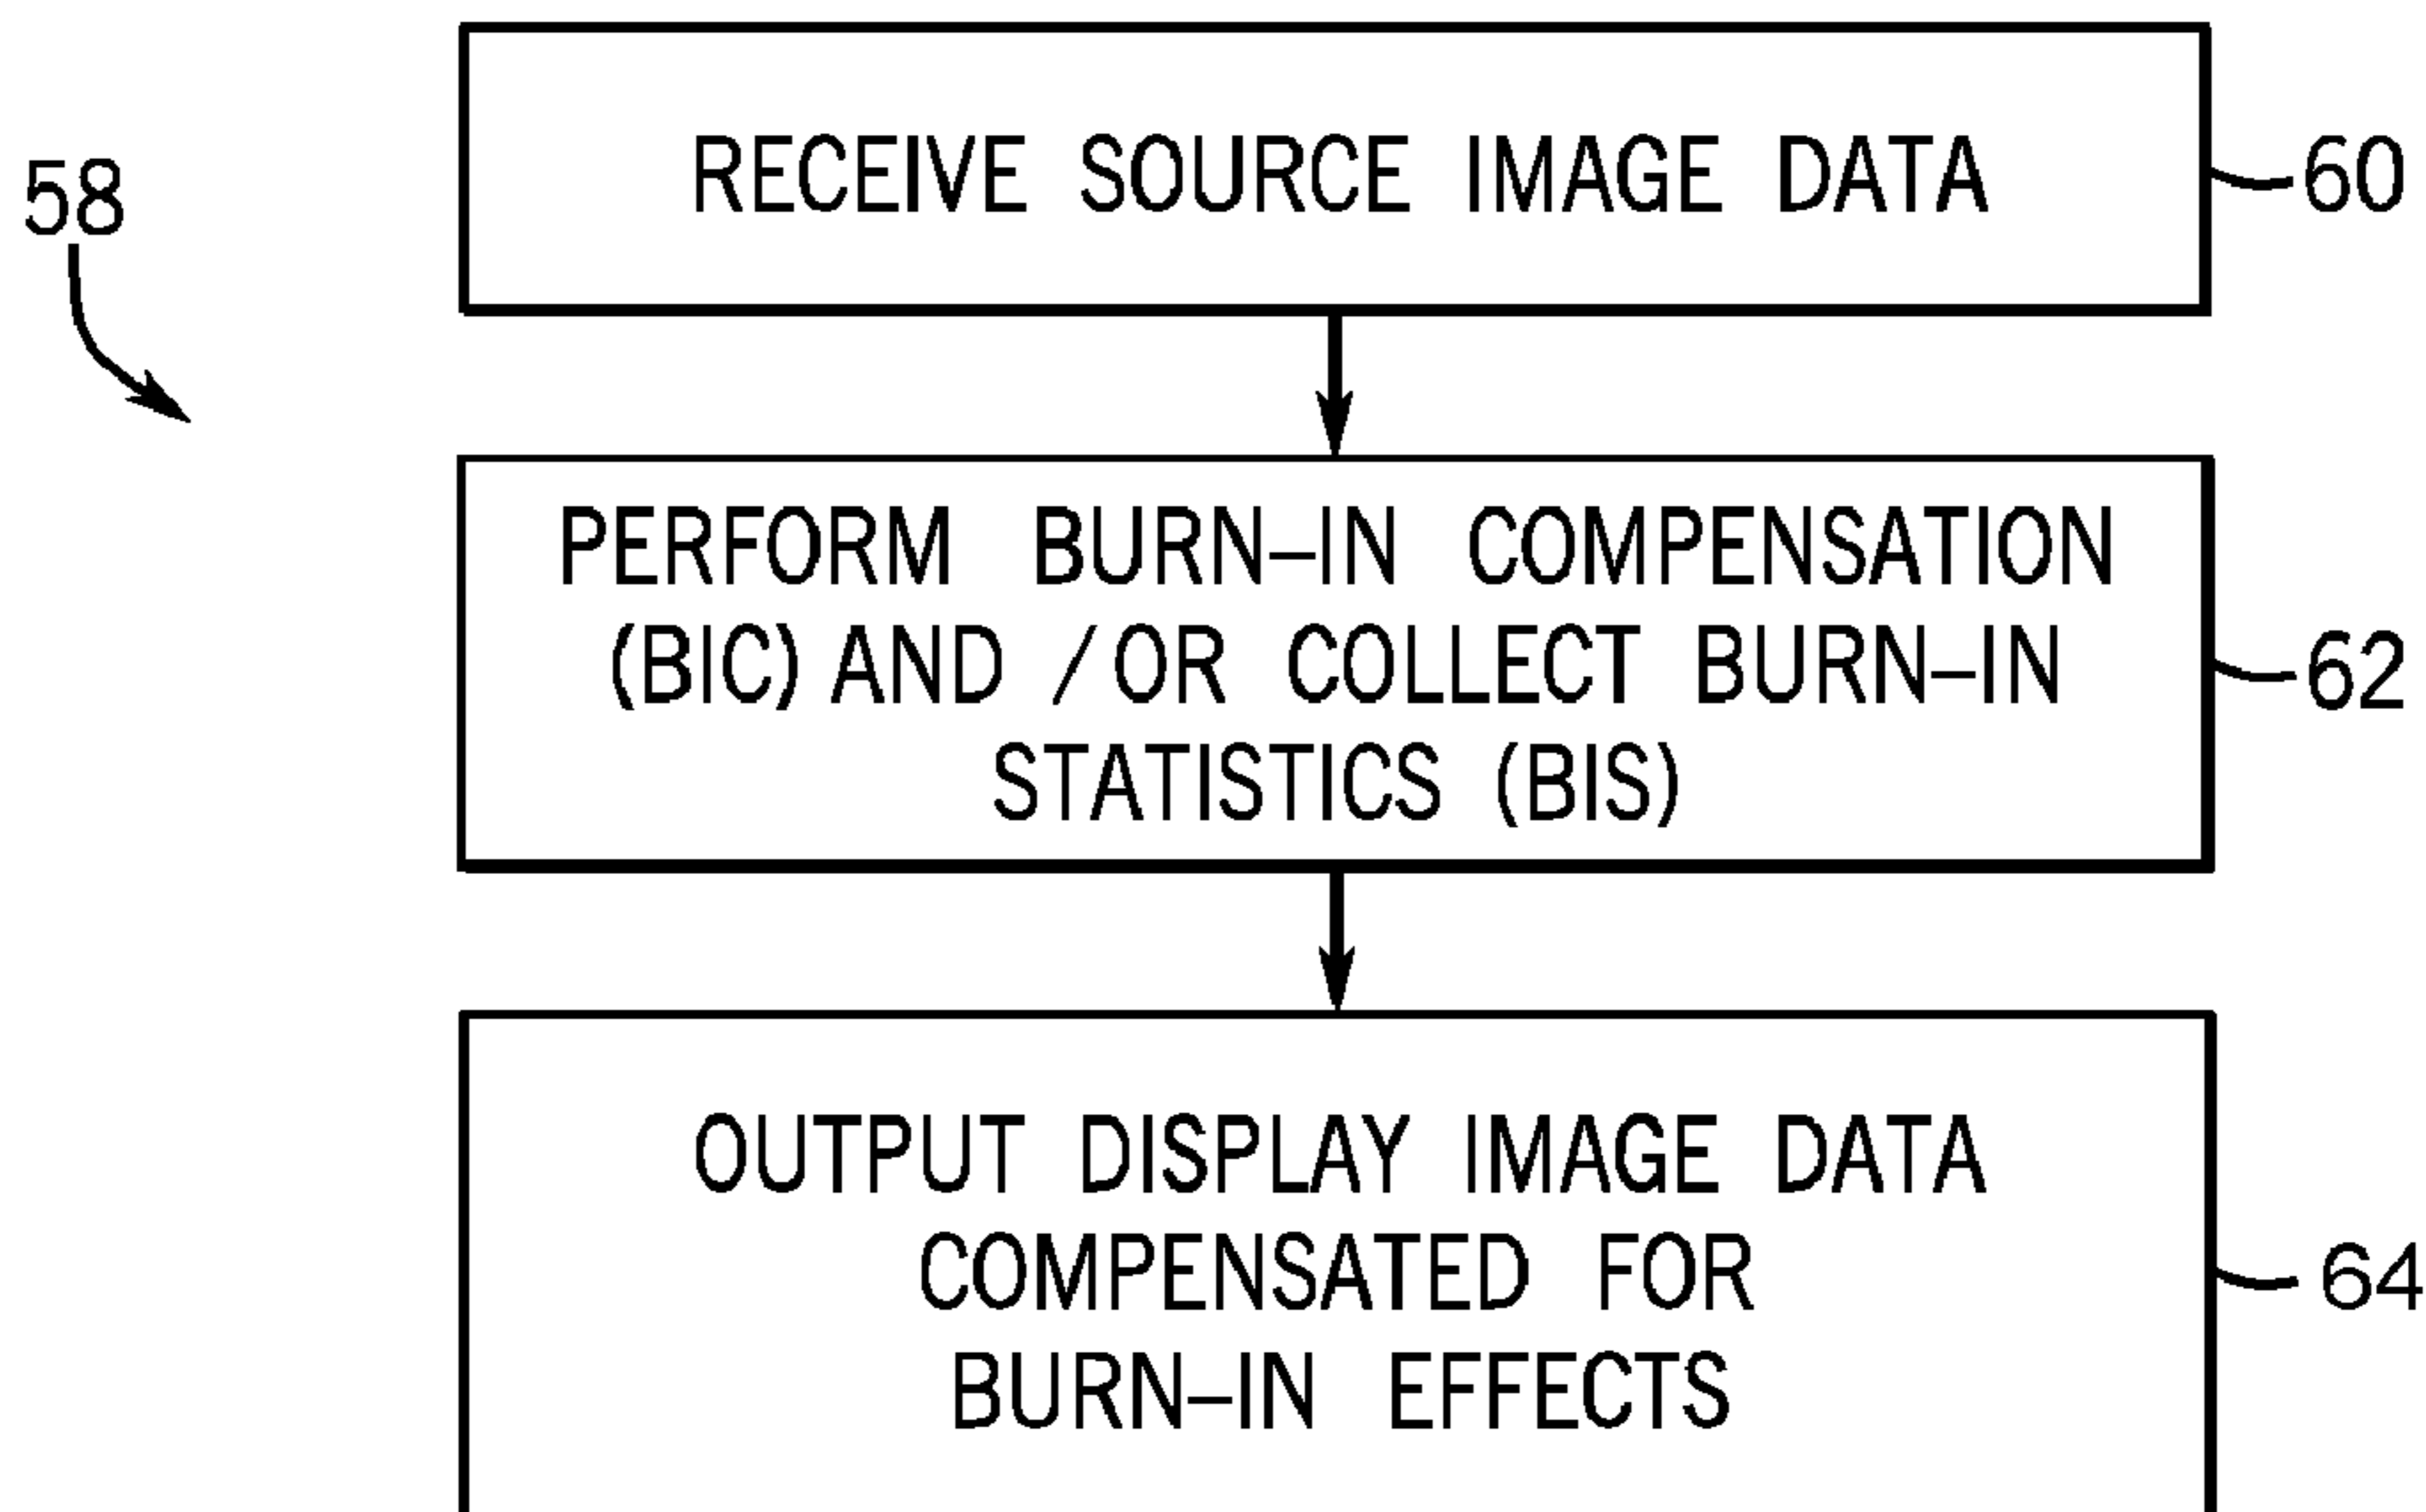 58
RECEIVE SOURCE IMAGE DATA
60
PERFORM BURN–IN COMPENSATION
(BIC) AND /OR COLLECT BURN–IN
STATISTICS (BIS)
62
OUTPUT DISPLAY IMAGE DATA
COMPENSATED FOR
BURN–IN EFFECTS
64